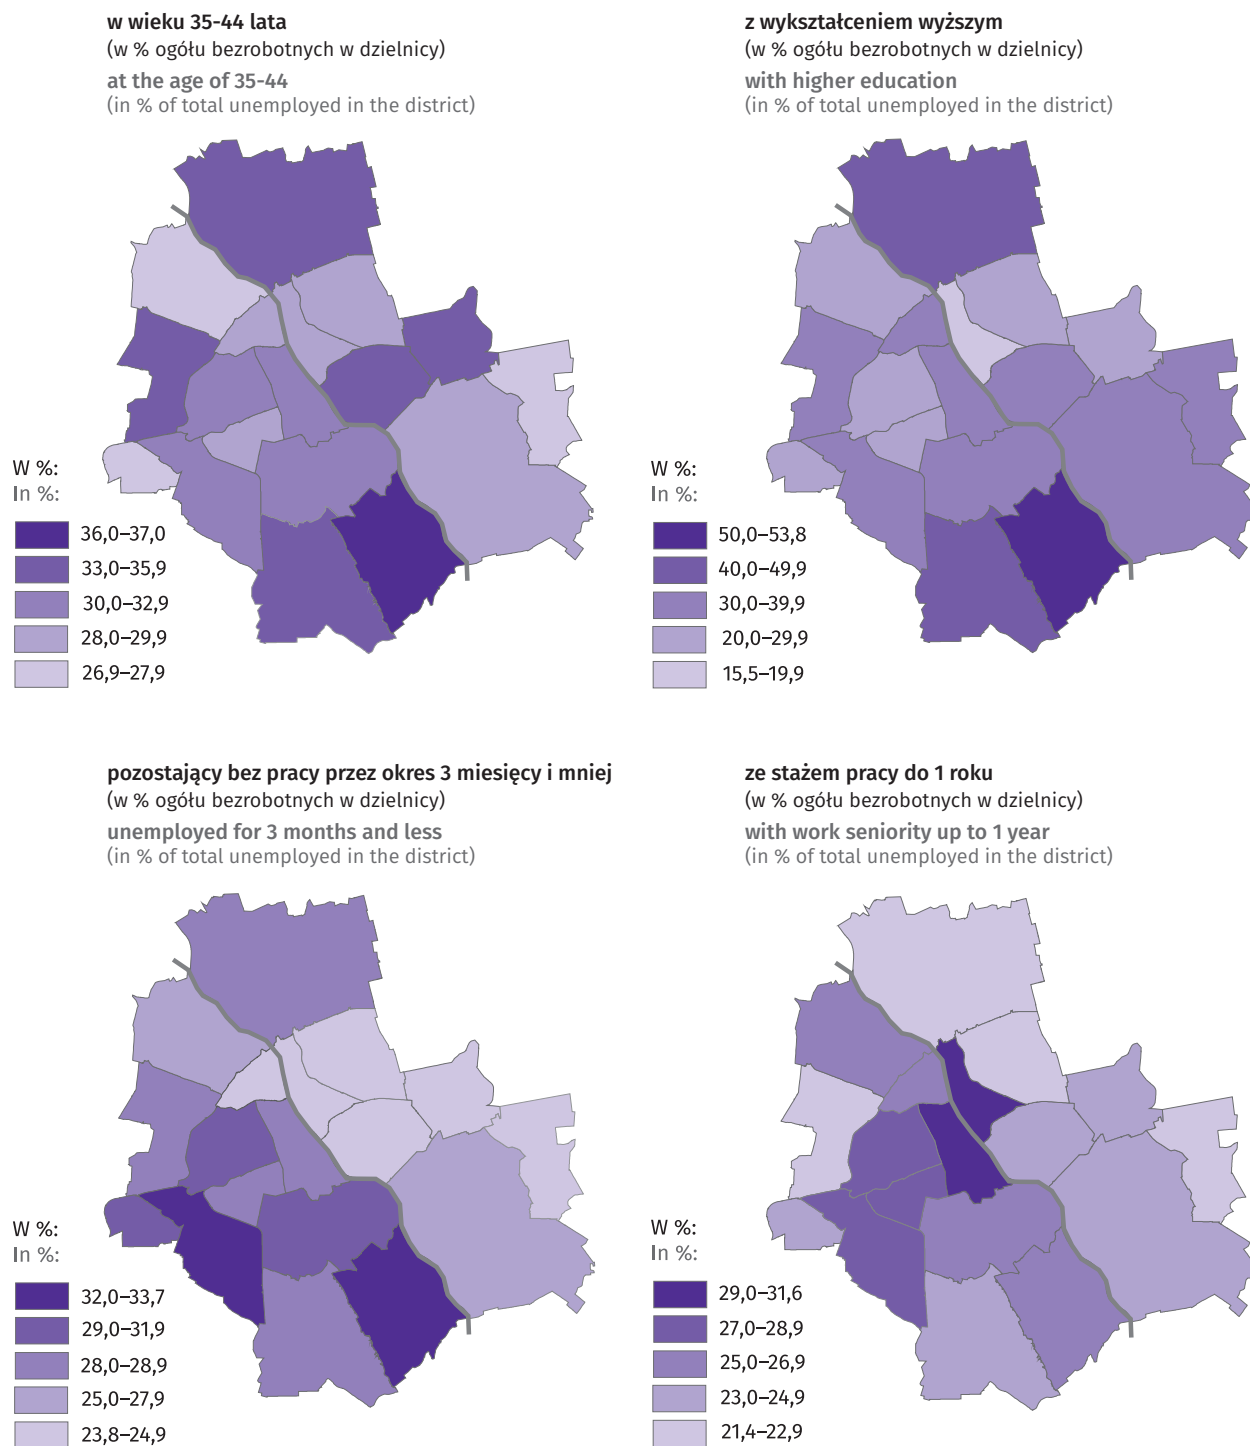 w wieku 35-44 lata
(w % ogółu bezrobotnych w dzielnicy)
at the age of 35-44
(in % of total unemployed in the district)
W %:
In %:
36,0–37,0
33,0–35,9
30,0–32,9
28,0–29,9
26,9–27,9
z wykształceniem wyższym
(w % ogółu bezrobotnych w dzielnicy)
with higher education
(in % of total unemployed in the district)
W %:
In %:
50,0–53,8
40,0–49,9
30,0–39,9
20,0–29,9
15,5–19,9
pozostający bez pracy przez okres 3 miesięcy i mniej
(w % ogółu bezrobotnych w dzielnicy)
unemployed for 3 months and less
(in % of total unemployed in the district)
W %:
In %:
32,0–33,7
29,0–31,9
28,0–28,9
25,0–27,9
23,8–24,9
ze stażem pracy do 1 roku
(w % ogółu bezrobotnych w dzielnicy)
with work seniority up to 1 year
(in % of total unemployed in the district)
W %:
In %:
29,0–31,6
27,0–28,9
25,0–26,9
23,0–24,9
21,4–22,9